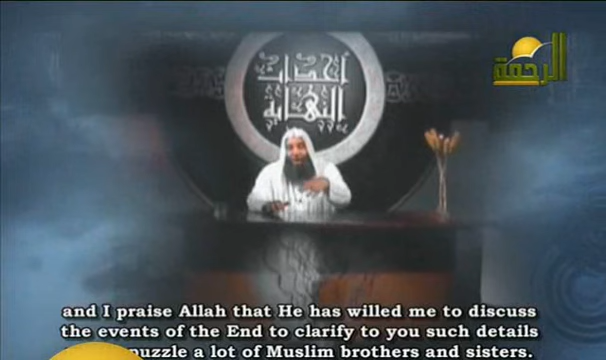 الرحمة
أحداث
النهاية
and I praise Allah that He has willed me to discuss
the events of the End to clarify to you such details
puzzle a lot of Muslim brothers and sisters.